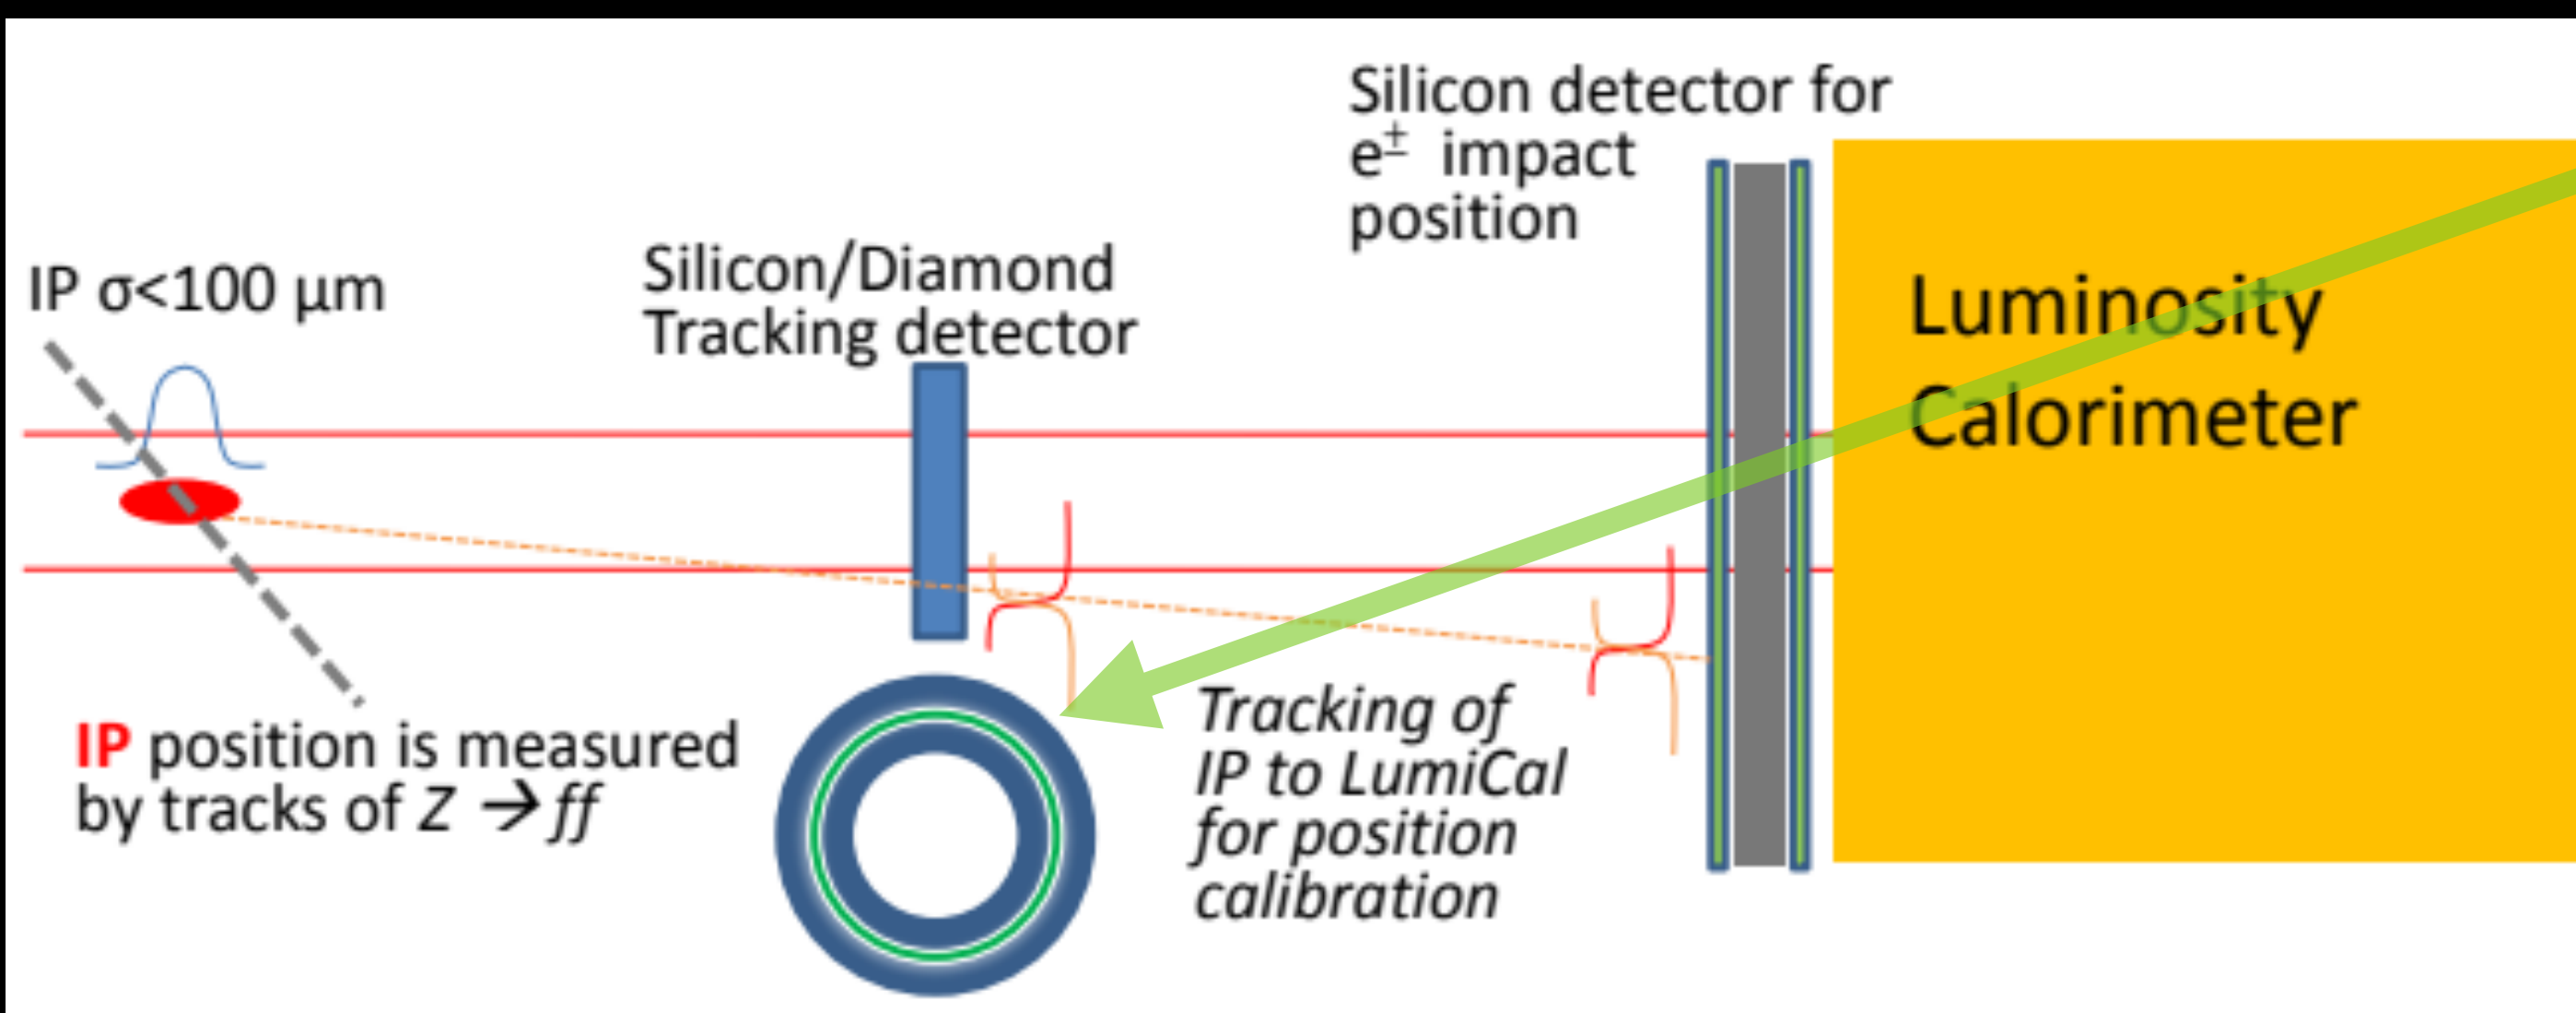 Silicon detector for
e± impact
position
IP σ<100 μm
Silicon/Diamond
Tracking detector
Luminosity
Calorimeter
IP position is measured
by tracks of Z → ff
Tracking of
IP to LumiCal
for position
calibration